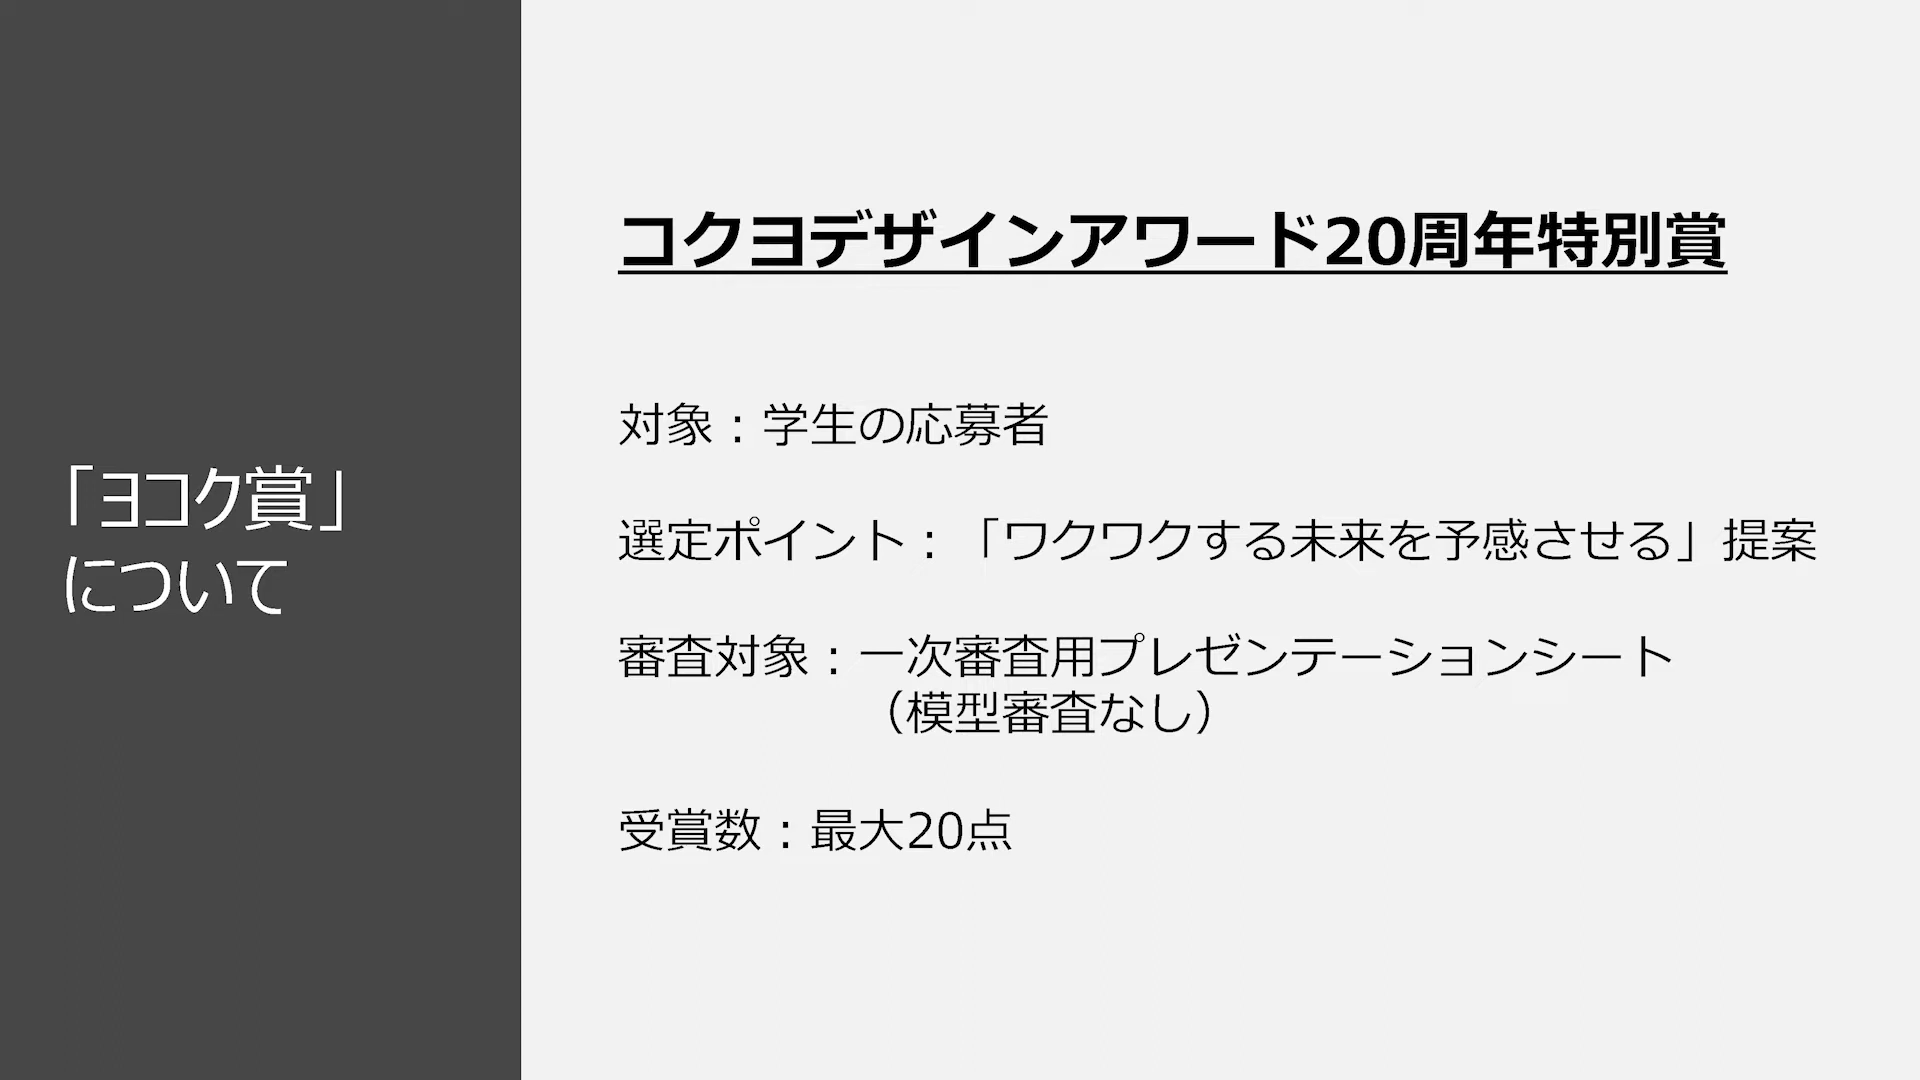 「ヨコク賞」
について
コクヨデザインアワード20周年特別賞
対象：学生の応募者
選定ポイント：「ワクワクする未来を予感させる」提案
審査対象：一次審査用プレゼンテーションシート
（模型審査なし）
受賞数：最大20点